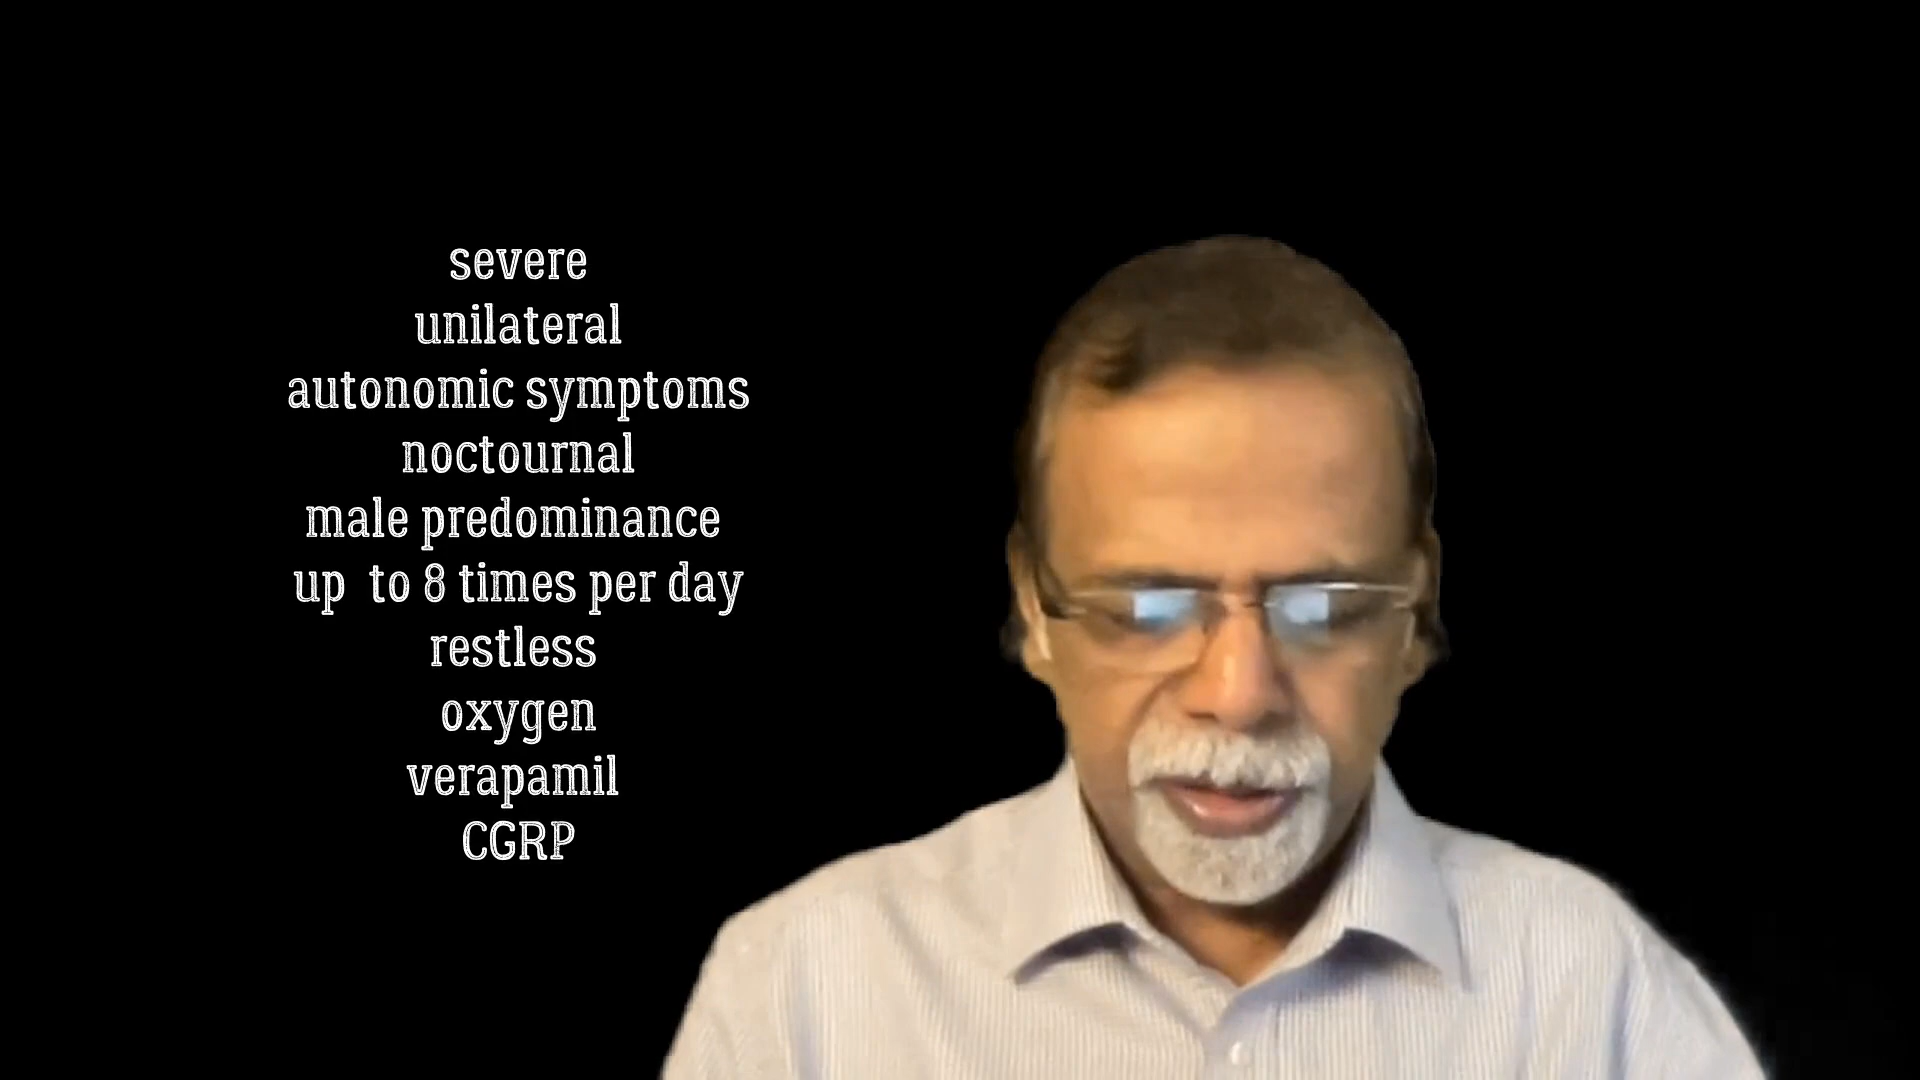 severe
unilateral
autonomic symptoms
noctournal
male predominance
up  to 8 times per day
restless
oxygen
verapamil
CGRP